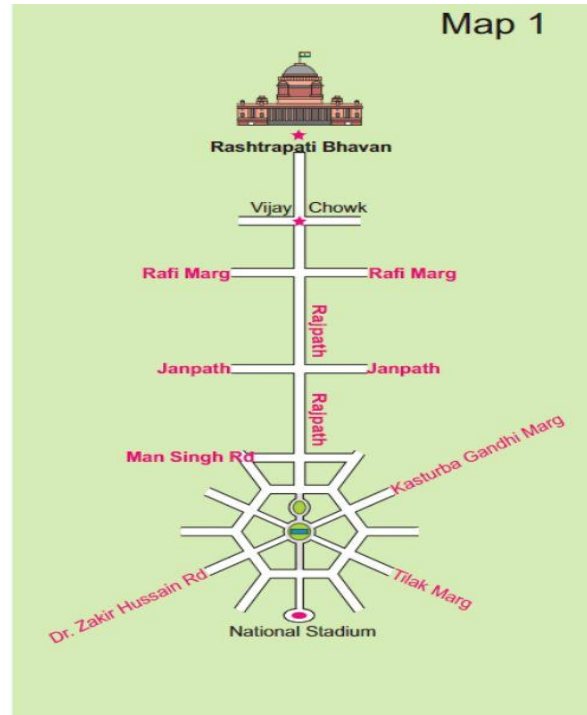 Map 1
Rashtrapati Bhavan
Vijay Chowk
Rafi Marg Rafi Marg
Rajpath
Janpath Janpath
Rajpath
Man Singh Rd
Kasturba Gandhi Marg
Dr. Zakir Hussain Rd
Tilak Marg
National Stadium